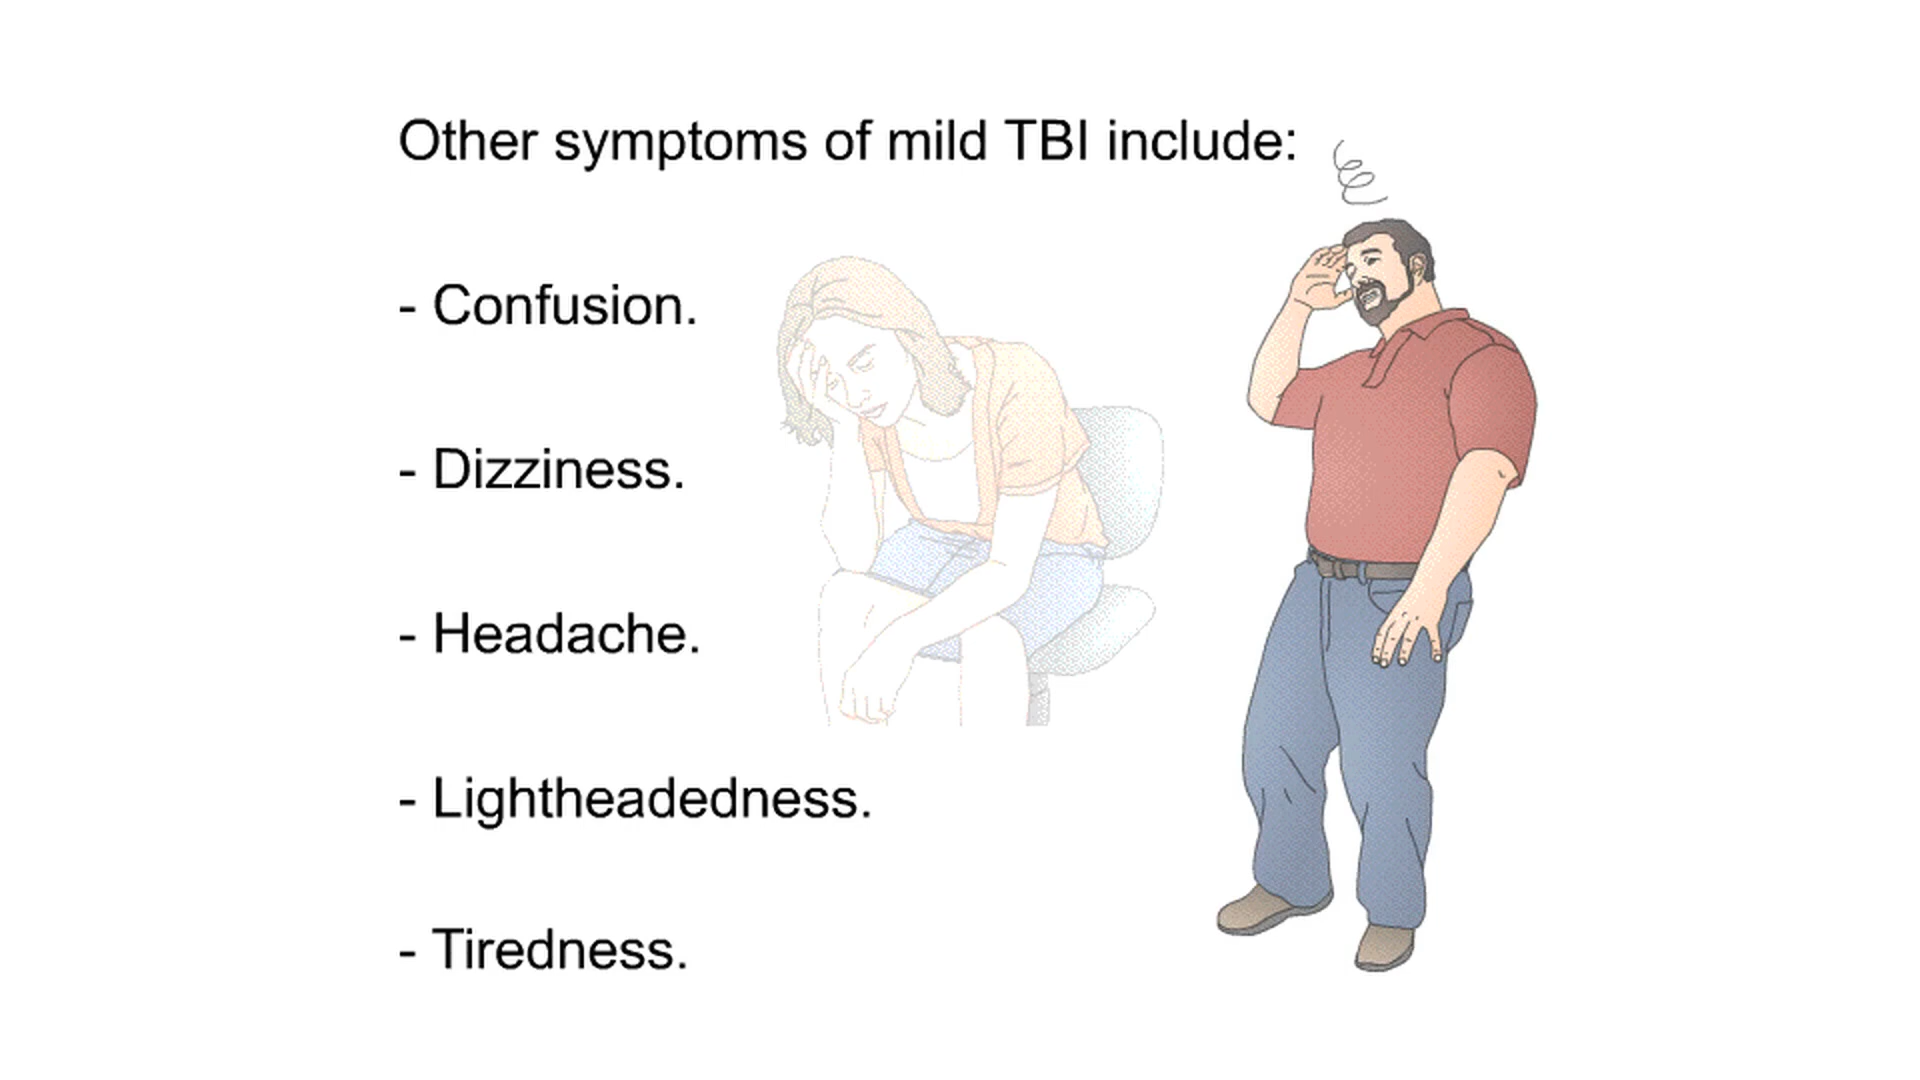 Other symptoms of mild TBI include:
- Confusion.
- Dizziness.
- Headache.
- Lightheadedness.
- Tiredness.